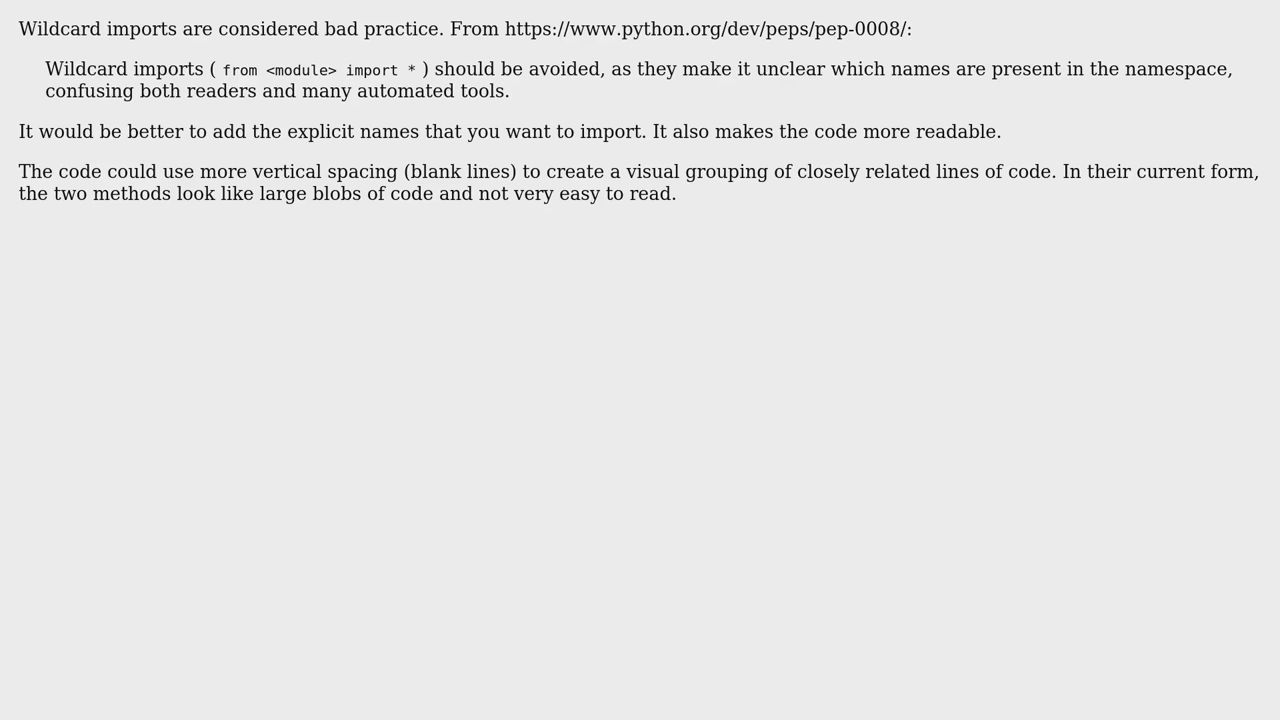 Wildcard imports are considered bad practice. From https://www.python.org/dev/peps/pep-0008/:
Wildcard imports ( from <module> import * ) should be avoided, as they make it unclear which names are present in the namespace,
confusing both readers and many automated tools.
It would be better to add the explicit names that you want to import. It also makes the code more readable.
The code could use more vertical spacing (blank lines) to create a visual grouping of closely related lines of code. In their current form,
the two methods look like large blobs of code and not very easy to read.